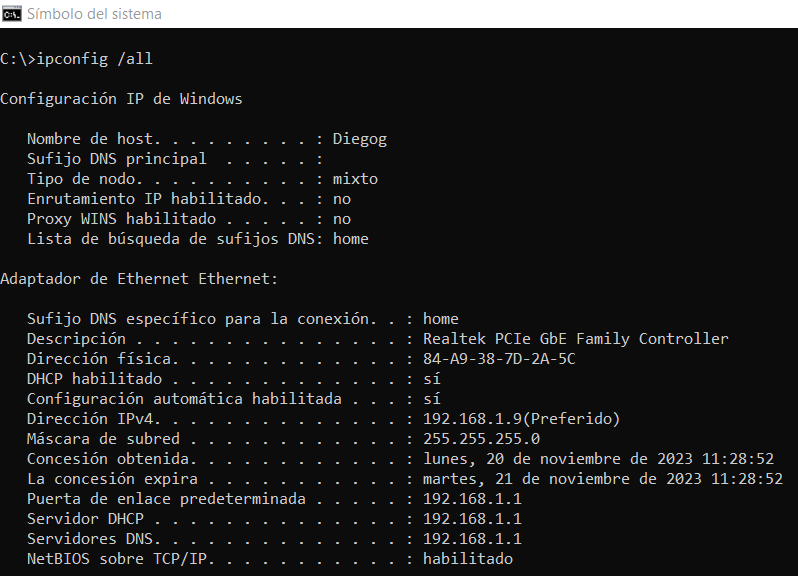 Símbolo del sistema
C:\>ipconfig /all
Configuración IP de Windows
Nombre de host. . . . . . . . . : Diegog
Sufijo DNS principal  . . . . . :
Tipo de nodo. . . . . . . . . . : mixto
Enrutamiento IP habilitado. . . : no
Proxy WINS habilitado . . . . . : no
Lista de búsqueda de sufijos DNS: home
Adaptador de Ethernet Ethernet:
Sufijo DNS específico para la conexión. . : home
Descripción . . . . . . . . . . . . . . . : Realtek PCIe GbE Family Controller
Dirección física. . . . . . . . . . . . . : 84-A9-38-7D-2A-5C
DHCP habilitado . . . . . . . . . . . . . : sí
Configuración automática habilitada . . . : sí
Dirección IPv4. . . . . . . . . . . . . . : 192.168.1.9(Preferido)
Máscara de subred . . . . . . . . . . . . : 255.255.255.0
Concesión obtenida. . . . . . . . . . . . : lunes, 20 de noviembre de 2023 11:28:52
La concesión expira . . . . . . . . . . . : martes, 21 de noviembre de 2023 11:28:52
Puerta de enlace predeterminada . . . . . : 192.168.1.1
Servidor DHCP . . . . . . . . . . . . . . : 192.168.1.1
Servidores DNS. . . . . . . . . . . . . . : 192.168.1.1
NetBIOS sobre TCP/IP. . . . . . . . . . . : habilitado